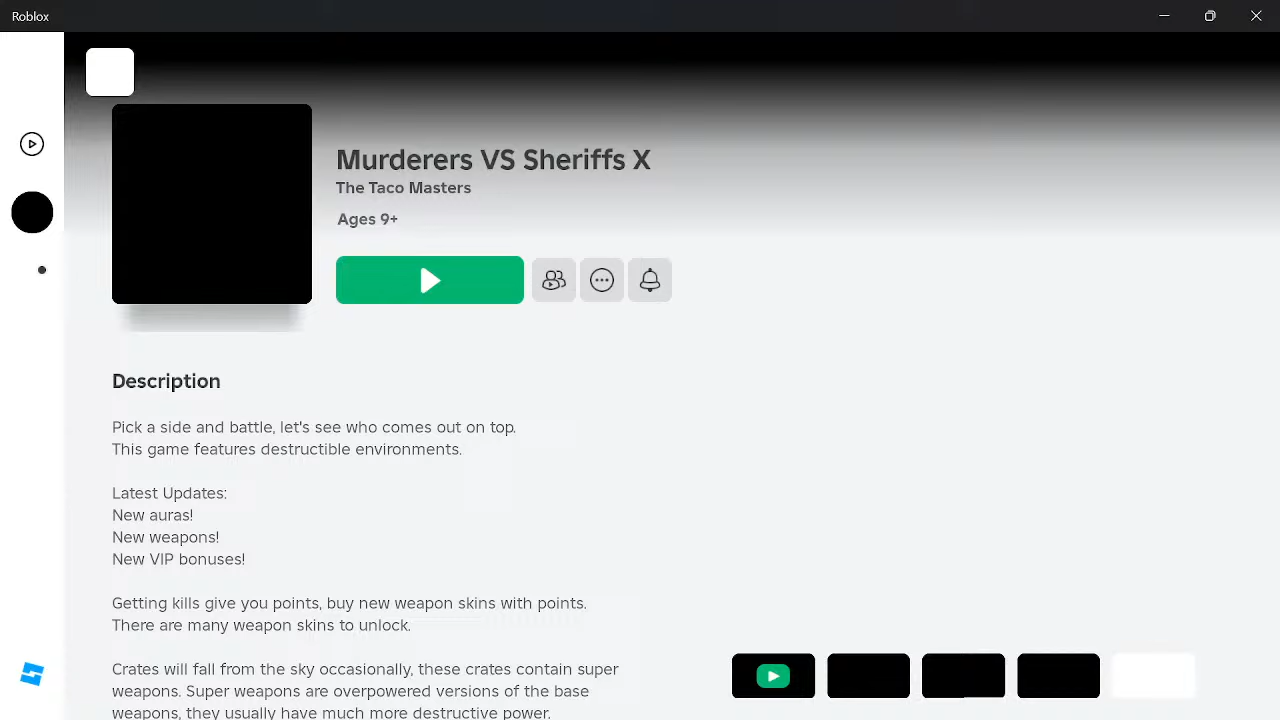 Roblox
Murderers VS Sheriffs X
The Taco Masters
Ages 9+
Description
Pick a side and battle, let's see who comes out on top.
This game features destructible environments.
Latest Updates:
New auras!
New weapons!
New VIP bonuses!
Getting kills give you points, buy new weapon skins with points.
There are many weapon skins to unlock.
Crates will fall from the sky occasionally, these crates contain super
weapons. Super weapons are overpowered versions of the base
weapons, they usually have much more destructive power.